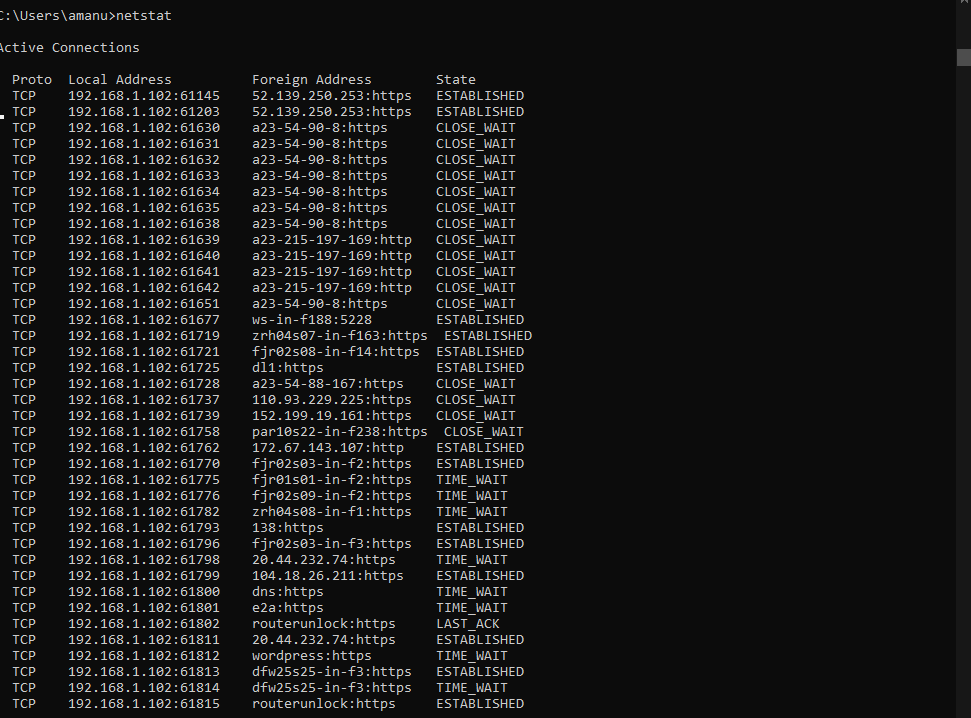 C:\Users\amanu>netstat
Active Connections
Proto  Local Address          Foreign Address        State
TCP    192.168.1.102:61145    52.139.250.253:https   ESTABLISHED
TCP    192.168.1.102:61203    52.139.250.253:https   ESTABLISHED
TCP    192.168.1.102:61630    a23-54-90-8:https      CLOSE_WAIT
TCP    192.168.1.102:61631    a23-54-90-8:https      CLOSE_WAIT
TCP    192.168.1.102:61632    a23-54-90-8:https      CLOSE_WAIT
TCP    192.168.1.102:61633    a23-54-90-8:https      CLOSE_WAIT
TCP    192.168.1.102:61634    a23-54-90-8:https      CLOSE_WAIT
TCP    192.168.1.102:61635    a23-54-90-8:https      CLOSE_WAIT
TCP    192.168.1.102:61638    a23-54-90-8:https      CLOSE_WAIT
TCP    192.168.1.102:61639    a23-215-197-169:http   CLOSE_WAIT
TCP    192.168.1.102:61640    a23-215-197-169:http   CLOSE_WAIT
TCP    192.168.1.102:61641    a23-215-197-169:http   CLOSE_WAIT
TCP    192.168.1.102:61642    a23-215-197-169:http   CLOSE_WAIT
TCP    192.168.1.102:61651    a23-54-90-8:https      CLOSE_WAIT
TCP    192.168.1.102:61677    ws-in-f188:5228        ESTABLISHED
TCP    192.168.1.102:61719    zrh04s07-in-f163:https  ESTABLISHED
TCP    192.168.1.102:61721    fjr02s08-in-f14:https  ESTABLISHED
TCP    192.168.1.102:61725    dl1:https              ESTABLISHED
TCP    192.168.1.102:61728    a23-54-88-167:https    CLOSE_WAIT
TCP    192.168.1.102:61737    110.93.229.225:https   CLOSE_WAIT
TCP    192.168.1.102:61739    152.199.19.161:https   CLOSE_WAIT
TCP    192.168.1.102:61758    par10s22-in-f238:https  CLOSE_WAIT
TCP    192.168.1.102:61762    172.67.143.107:http    ESTABLISHED
TCP    192.168.1.102:61770    fjr02s03-in-f2:https   ESTABLISHED
TCP    192.168.1.102:61775    fjr01s01-in-f2:https   TIME_WAIT
TCP    192.168.1.102:61776    fjr02s09-in-f2:https   TIME_WAIT
TCP    192.168.1.102:61782    zrh04s08-in-f1:https   TIME_WAIT
TCP    192.168.1.102:61793    138:https              ESTABLISHED
TCP    192.168.1.102:61796    fjr02s03-in-f3:https   ESTABLISHED
TCP    192.168.1.102:61798    20.44.232.74:https     TIME_WAIT
TCP    192.168.1.102:61799    104.18.26.211:https    ESTABLISHED
TCP    192.168.1.102:61800    dns:https              TIME_WAIT
TCP    192.168.1.102:61801    e2a:https              TIME_WAIT
TCP    192.168.1.102:61802    routerunlock:https     LAST_ACK
TCP    192.168.1.102:61811    20.44.232.74:https     ESTABLISHED
TCP    192.168.1.102:61812    wordpress:https        TIME_WAIT
TCP    192.168.1.102:61813    dfw25s25-in-f3:https   ESTABLISHED
TCP    192.168.1.102:61814    dfw25s25-in-f3:https   TIME_WAIT
TCP    192.168.1.102:61815    routerunlock:https     ESTABLISHED